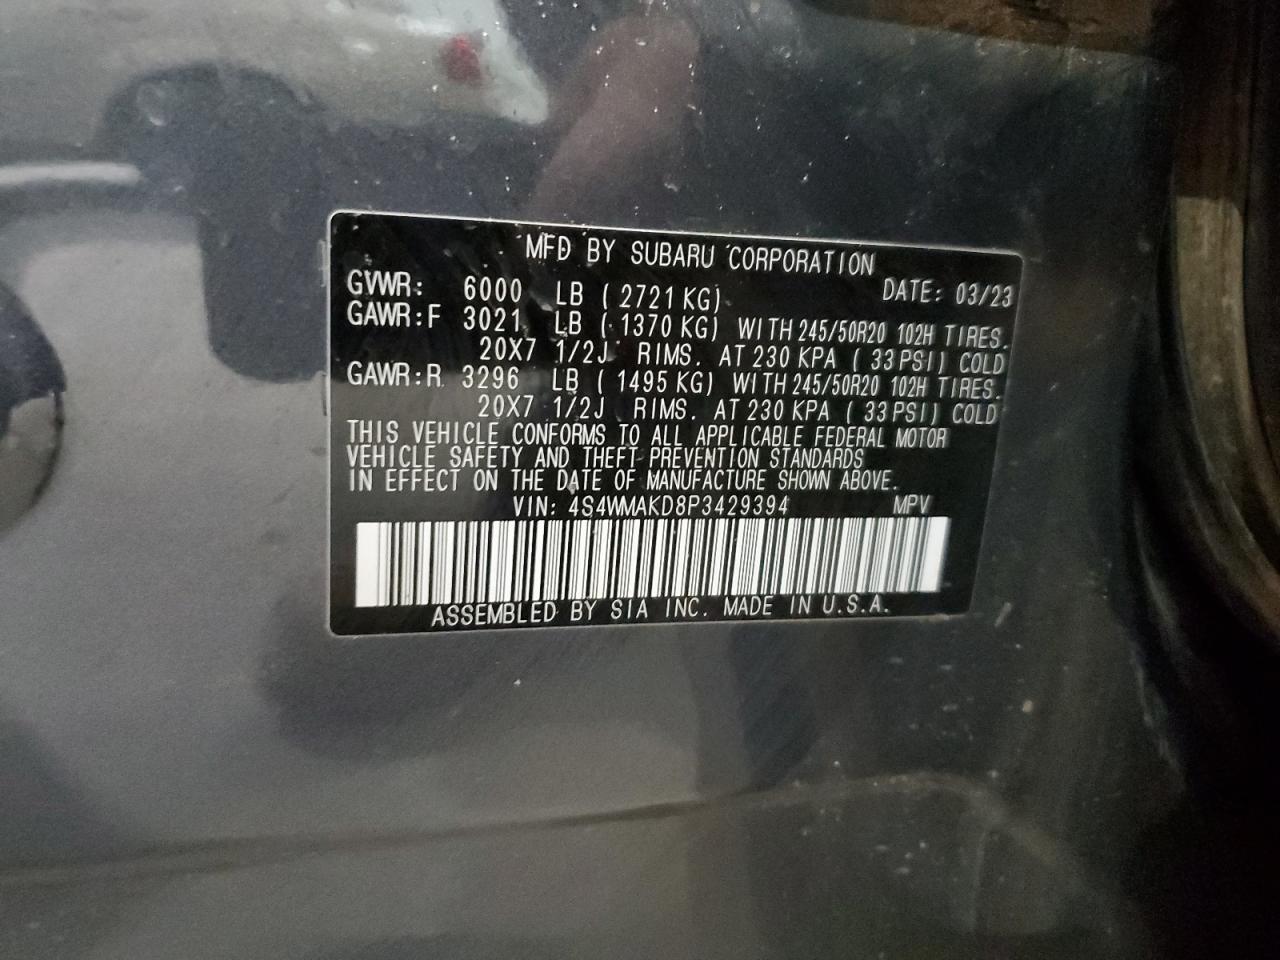 MFD BY SUBARU CORPORATION
GVWR: 6000 LB ( 2721 KG) DATE: 03/23
GAWR:F 3021 LB ( 1370 KG) WITH 245/50R20 102H TIRES.
20X7 1/2J RIMS. AT 230 KPA ( 33 PSI) COLD
GAWR:R 3296 LB ( 1495 KG) WITH 245/50R20 102H TIRES.
20X7 1/2J RIMS. AT 230 KPA ( 33 PSI) COLD
THIS VEHICLE CONFORMS TO ALL APPLICABLE FEDERAL MOTOR
VEHICLE SAFETY AND THEFT PREVENTION STANDARDS
IN EFFECT ON THE DATE OF MANUFACTURE SHOWN ABOVE.
VIN: 4S4WMAKD8P3429394 MPV
ASSEMBLED BY SIA INC. MADE IN U.S.A.